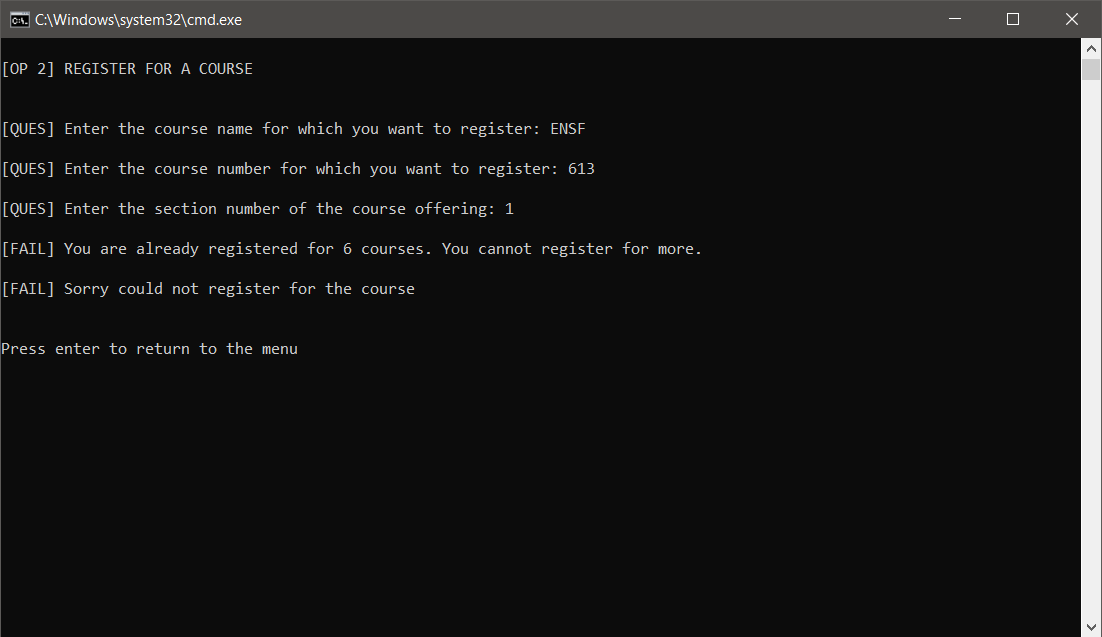 C:\Windows\system32\cmd.exe
[OP 2] REGISTER FOR A COURSE
[QUES] Enter the course name for which you want to register: ENSF
[QUES] Enter the course number for which you want to register: 613
[QUES] Enter the section number of the course offering: 1
[FAIL] You are already registered for 6 courses. You cannot register for more.
[FAIL] Sorry could not register for the course
Press enter to return to the menu